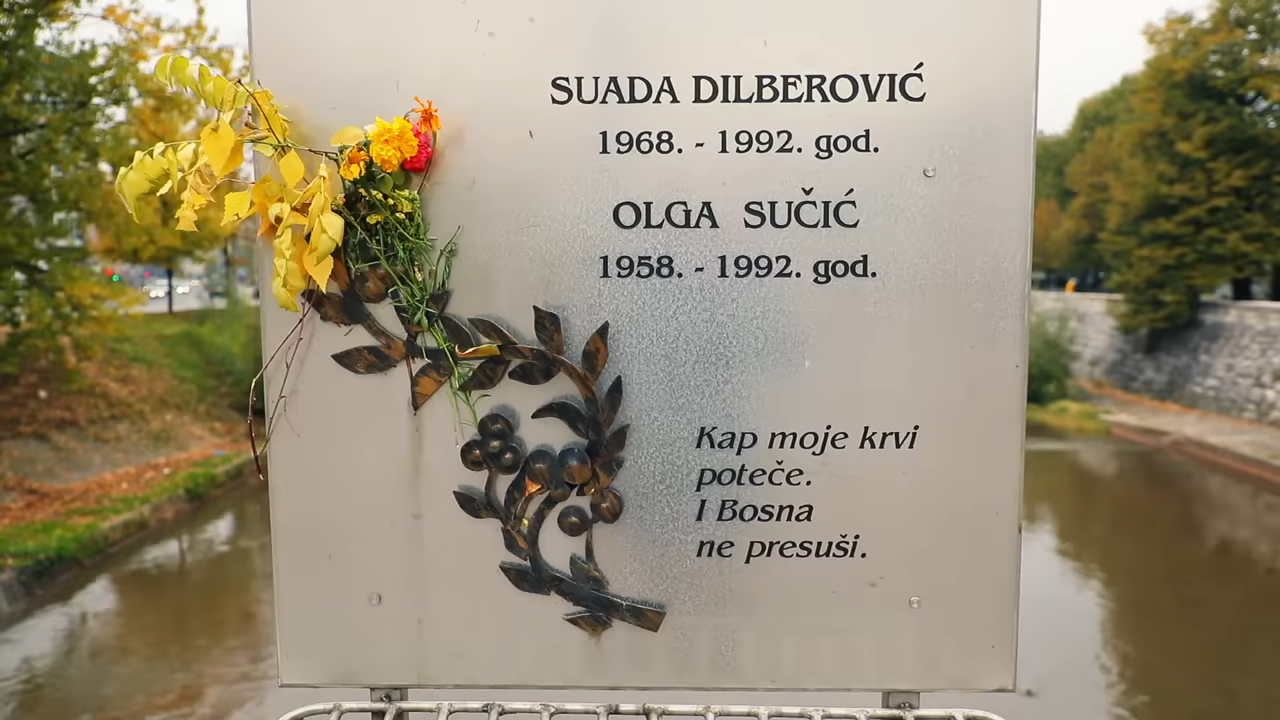 SUADA DILBEROVIĆ
1968. - 1992. god.
OLGA SUČIĆ
1958. - 1992. god.
Kap moje krvi
poteče.
I Bosna
ne presuši.